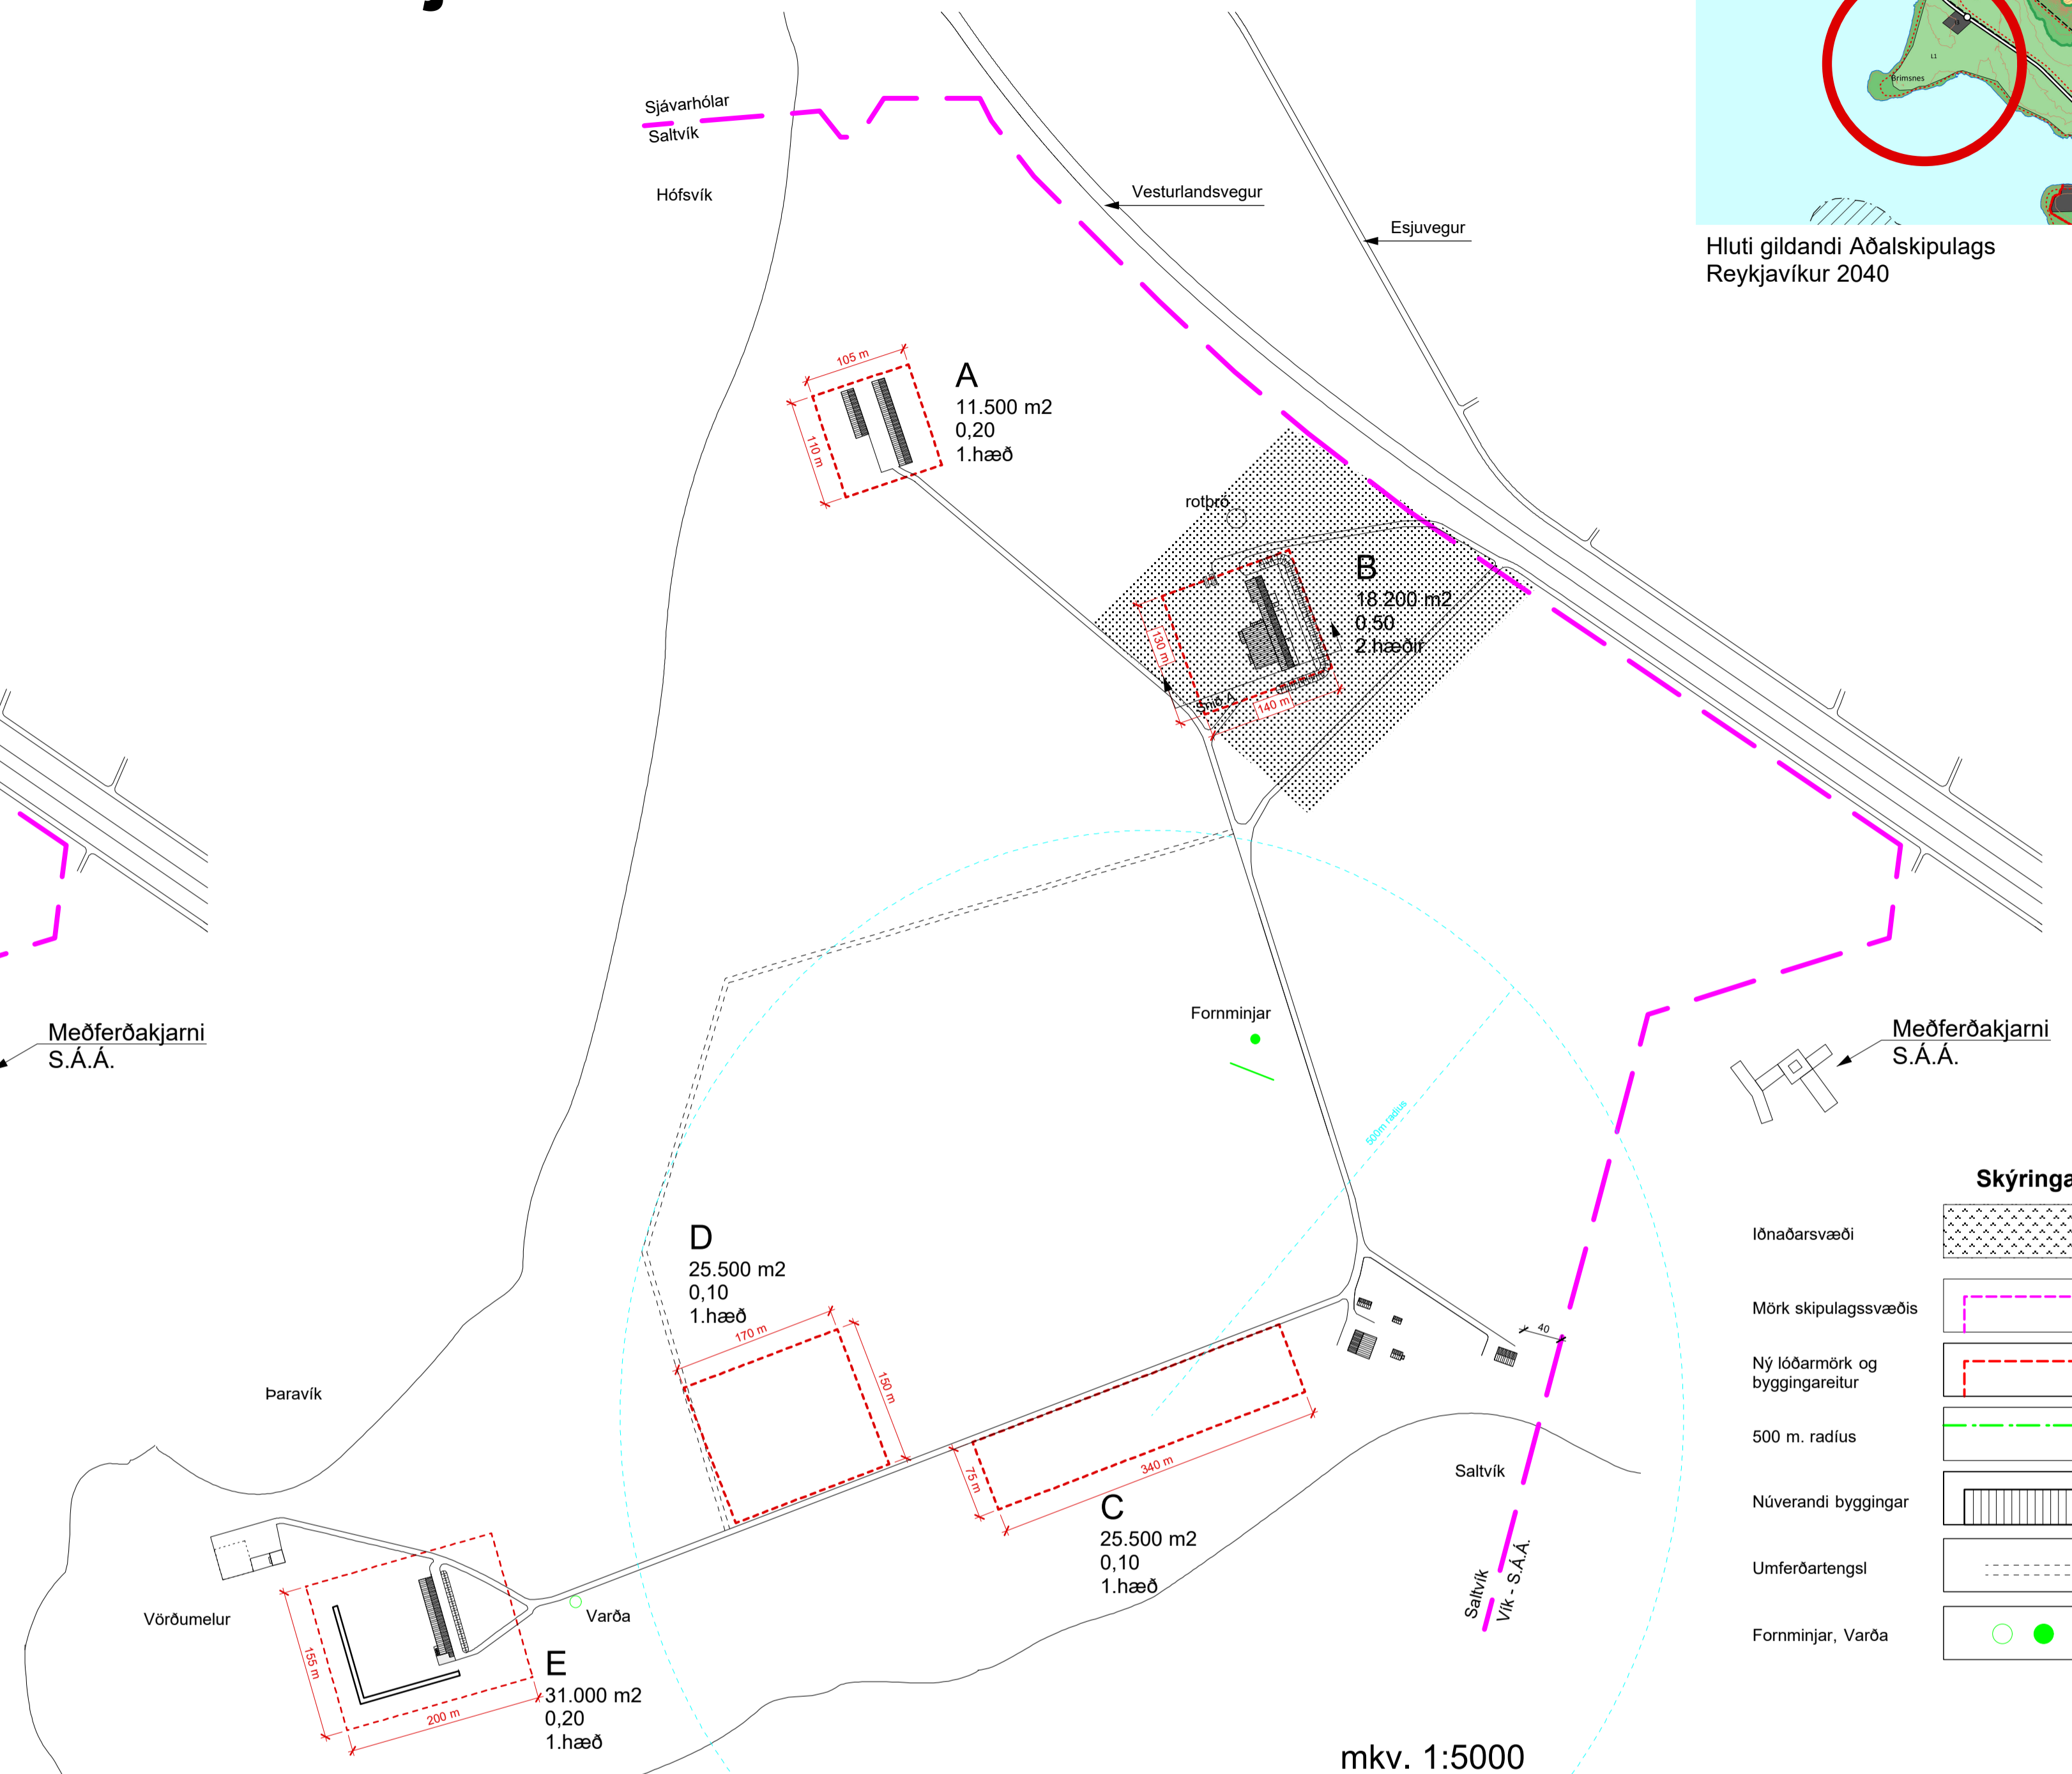 Sjávarhólar
Saltvík
Hófsvík
Vesturlandsvegur
Esjuvegur
Brimsnes
L1
Hluti gildandi Aðalskipulags
Reykjavíkur 2040
105 m
110 m
A
11.500 m2
0,20
1.hæð
rotþró
B
18.200 m2
0,50
2.hæðir
130 m
140 m
Snið A
Meðferðakjarni
S.Á.Á.
Fornminjar
500m radius
Meðferðakjarni
S.Á.Á.
D
25.500 m2
0,10
1.hæð
170 m
150 m
40
Þaravík
75 m
340 m
C
25.500 m2
0,10
1.hæð
Saltvík
Saltvík
Vík - S.Á.Á.
Vörðumelur
Varða
155 m
200 m
E
31.000 m2
0,20
1.hæð
mkv. 1:5000
Skýringa
Iðnaðarsvæði
Mörk skipulagssvæðis
Ný lóðarmörk og
byggingareitur
500 m. radíus
Núverandi byggingar
Umferðartengsl
Fornminjar, Varða